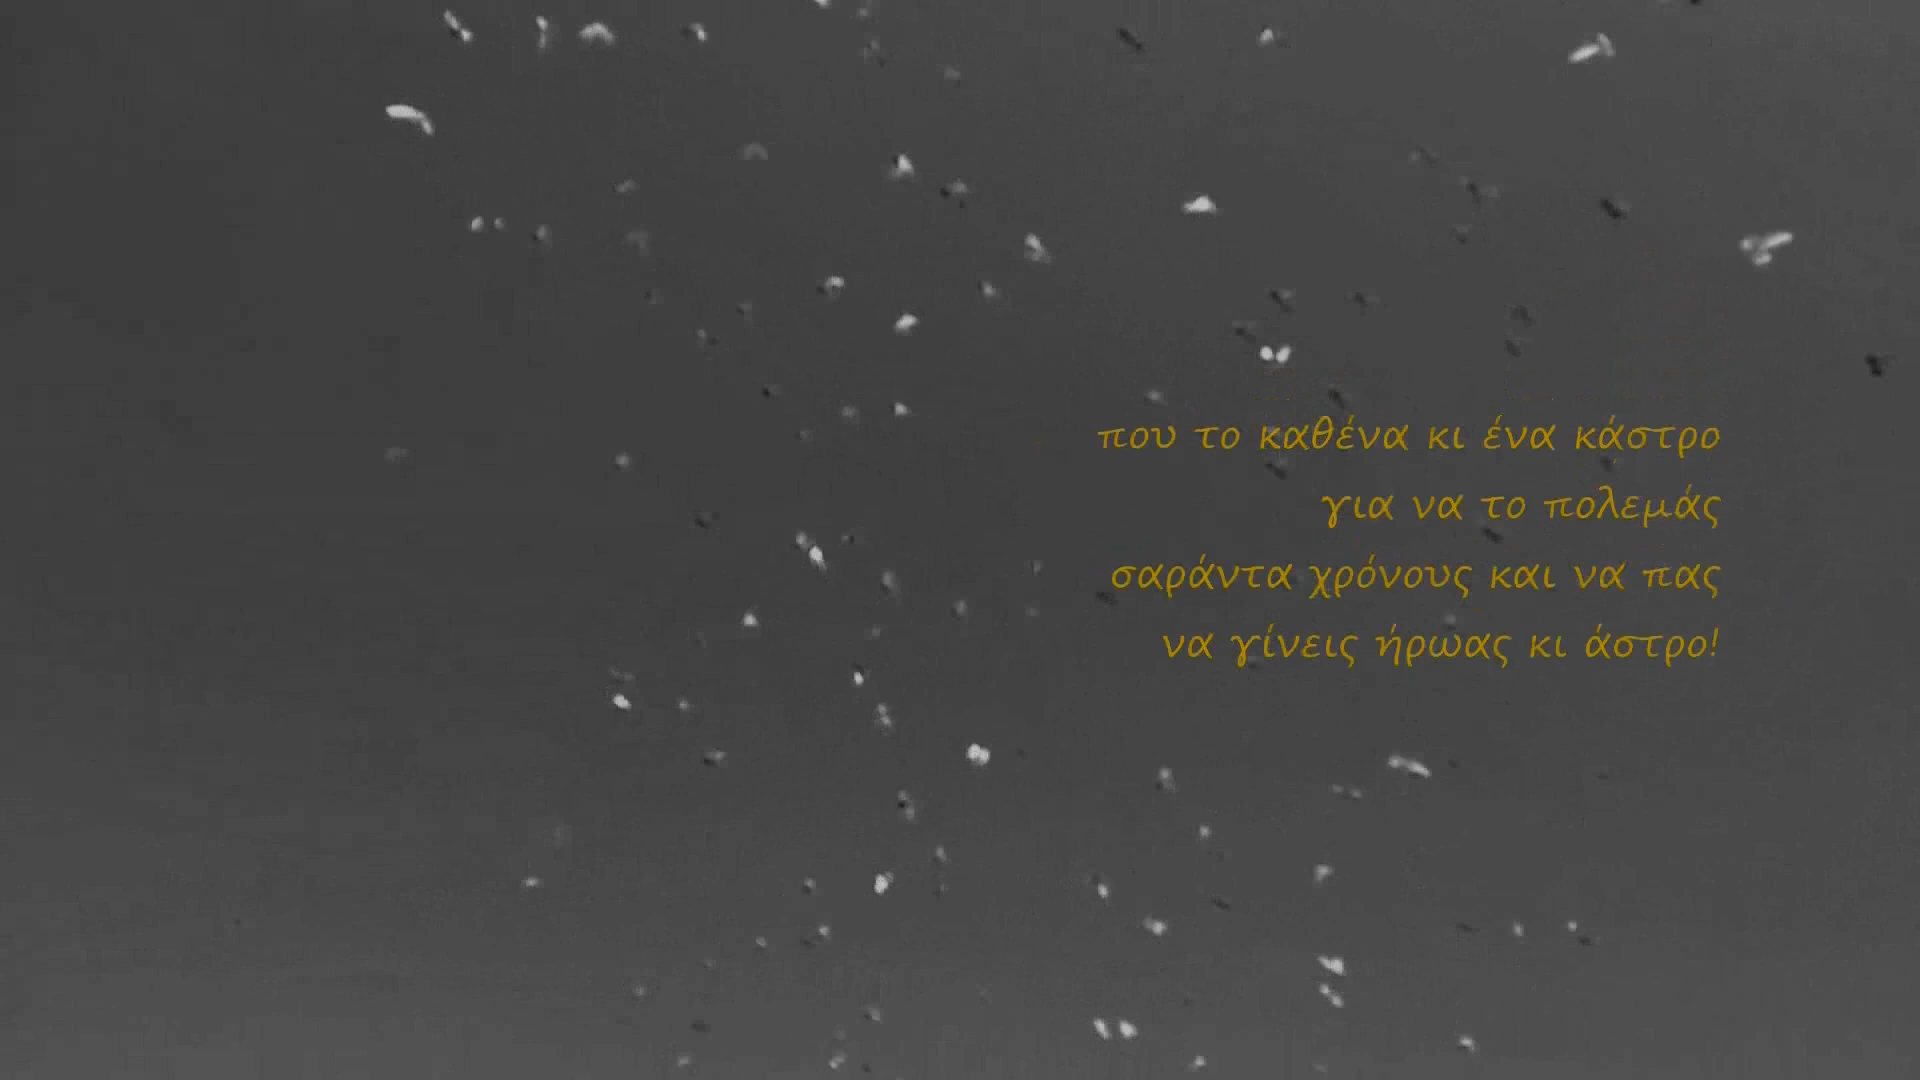 που το καθένα κι ένα κάστρο
για να το πολεμάς
σαράντα χρόνους και να πας
να γίνεις ήρωας κι άστρο!